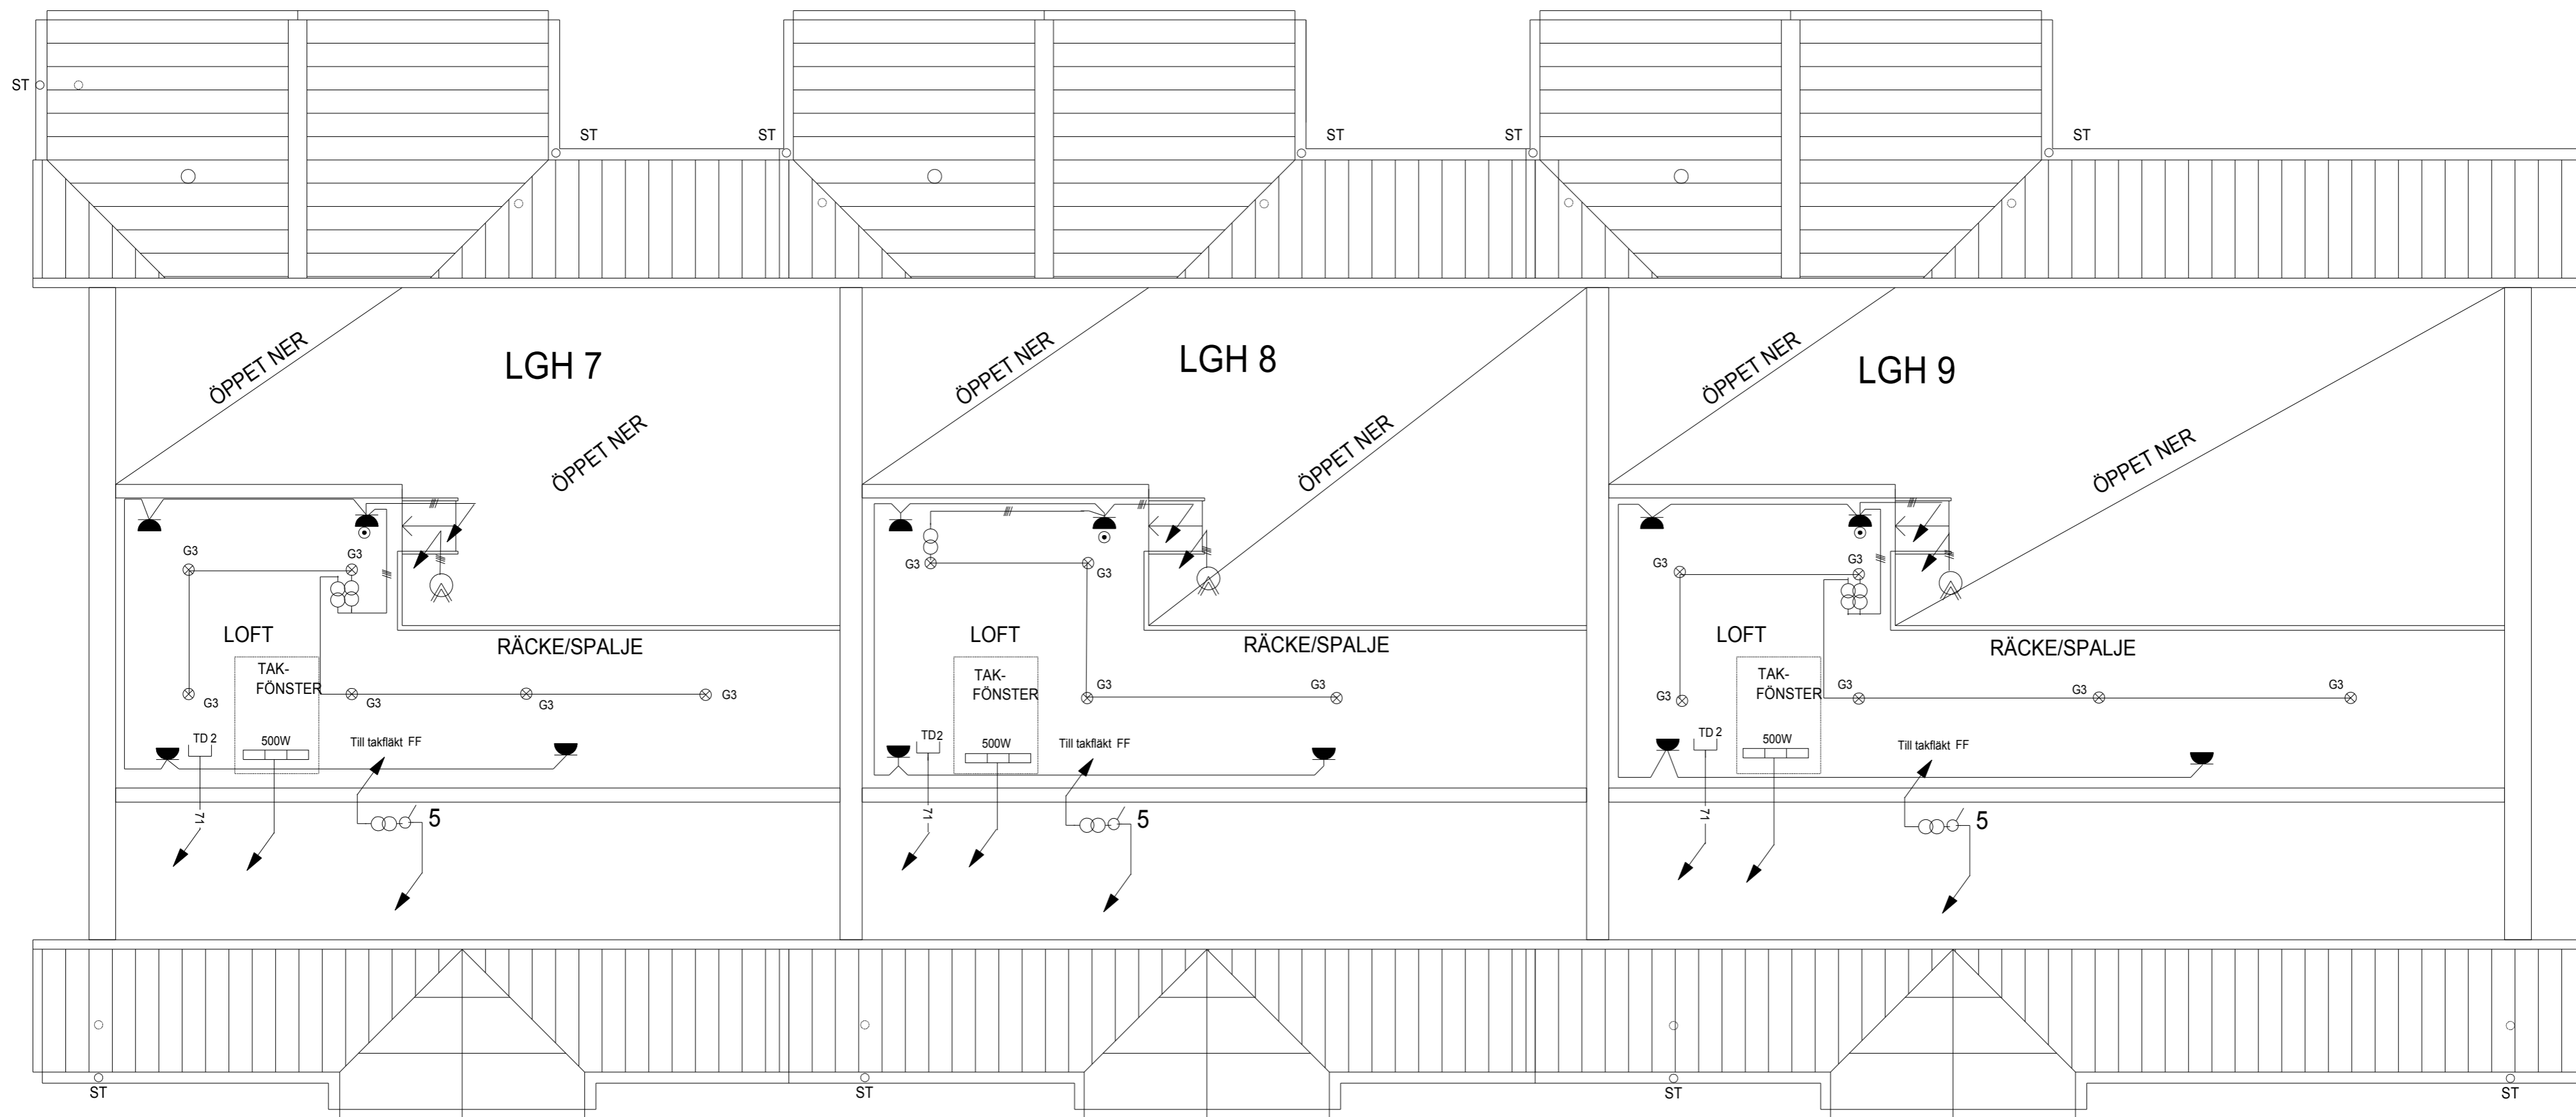 ST
ST
ST
ST
ST
ST
ÖPPET NER
LGH 7
ÖPPET NER
G3
G3
LOFT
RÄCKE/SPALJE
TAK-
FÖNSTER
G3
G3
G3
G3
TD 2
500W
Till takfläkt FF
71
5
ÖPPET NER
LGH 8
ÖPPET NER
G3
G3
LOFT
RÄCKE/SPALJE
TAK-
FÖNSTER
G3
G3
TD2
500W
Till takfläkt FF
71
5
ÖPPET NER
LGH 9
ÖPPET NER
G3
G3
LOFT
RÄCKE/SPALJE
TAK-
FÖNSTER
G3
G3
G3
G3
TD 2
500W
Till takfläkt FF
71
5
ST
ST
ST
ST